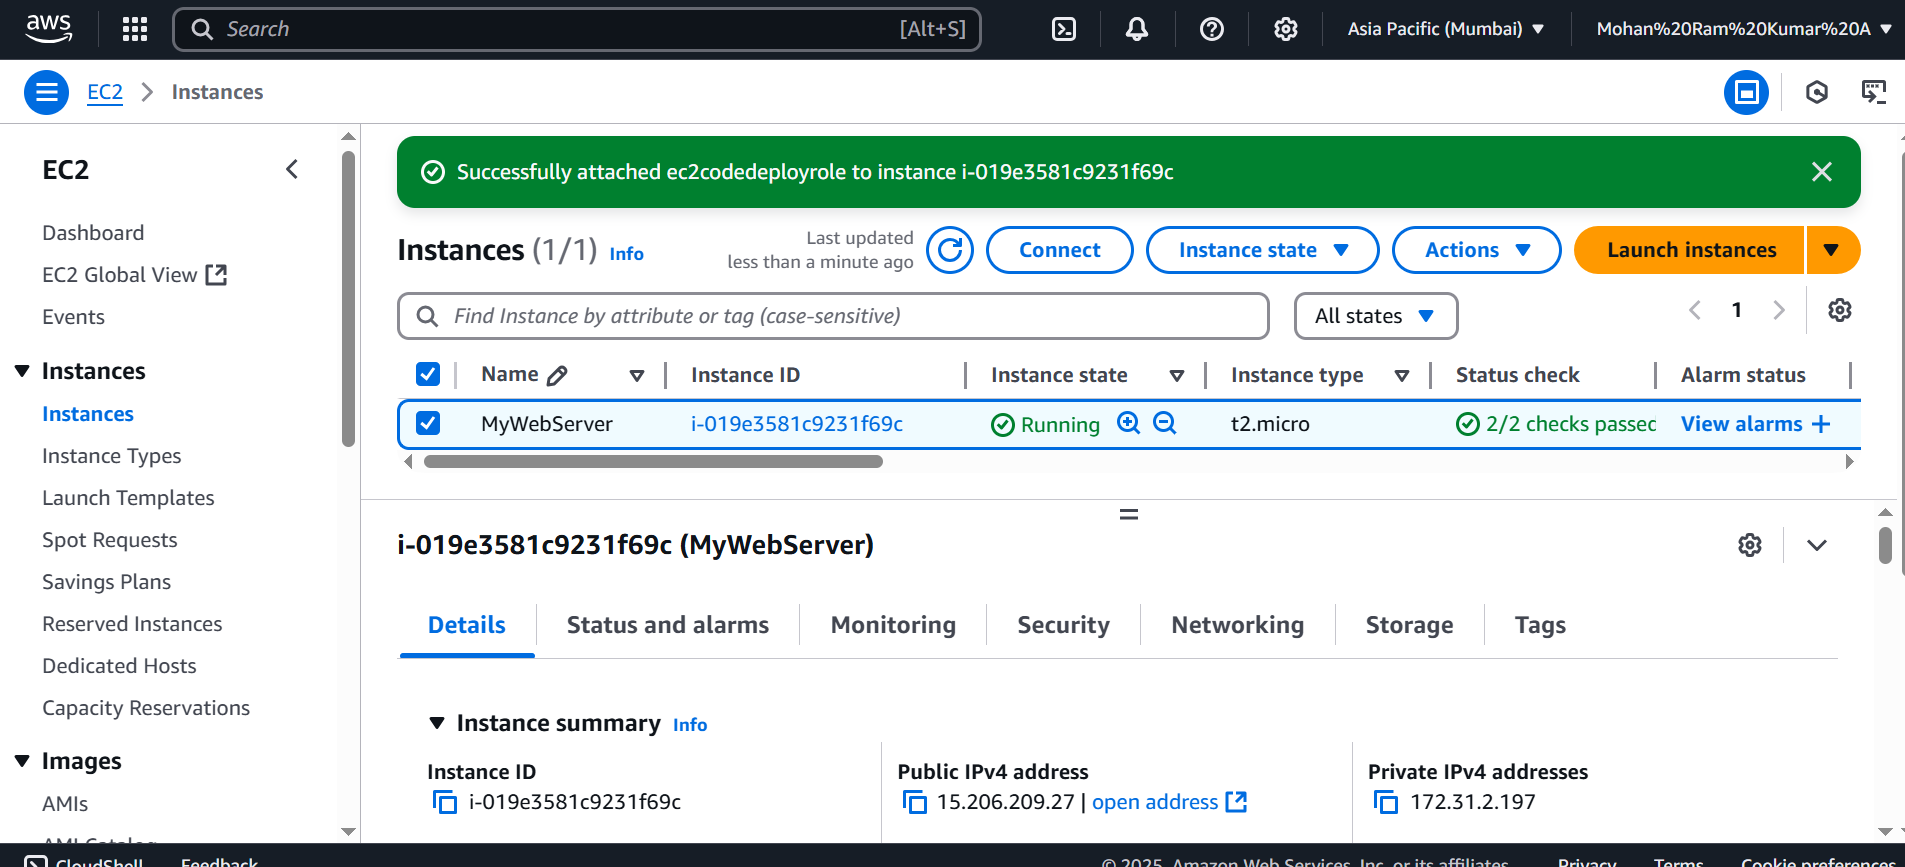 aws
Search [Alt+S]
Asia Pacific (Mumbai)
Mohan%20Ram%20Kumar%20A
EC2 Instances
EC2
Dashboard
EC2 Global View
Events
Instances
Instances
Instance Types
Launch Templates
Spot Requests
Savings Plans
Reserved Instances
Dedicated Hosts
Capacity Reservations
Images
AMIs
AMI Catalog
Successfully attached ec2codedeployrole to instance i-019e3581c9231f69c
Instances (1/1) Info
Last updated
less than a minute ago
Connect
Instance state
Actions
Launch instances
Find Instance by attribute or tag (case-sensitive)
All states
1
Name Instance ID Instance state Instance type Status check Alarm status
MyWebServer i-019e3581c9231f69c Running t2.micro 2/2 checks passed View alarms
i-019e3581c9231f69c (MyWebServer)
Details Status and alarms Monitoring Security Networking Storage Tags
Instance summary Info
Instance ID
i-019e3581c9231f69c
Public IPv4 address
15.206.209.27 | open address
Private IPv4 addresses
172.31.2.197
CloudShell Feedback © 2025, Amazon Web Services, Inc. or its affiliates. Privacy Terms Cookie preferences